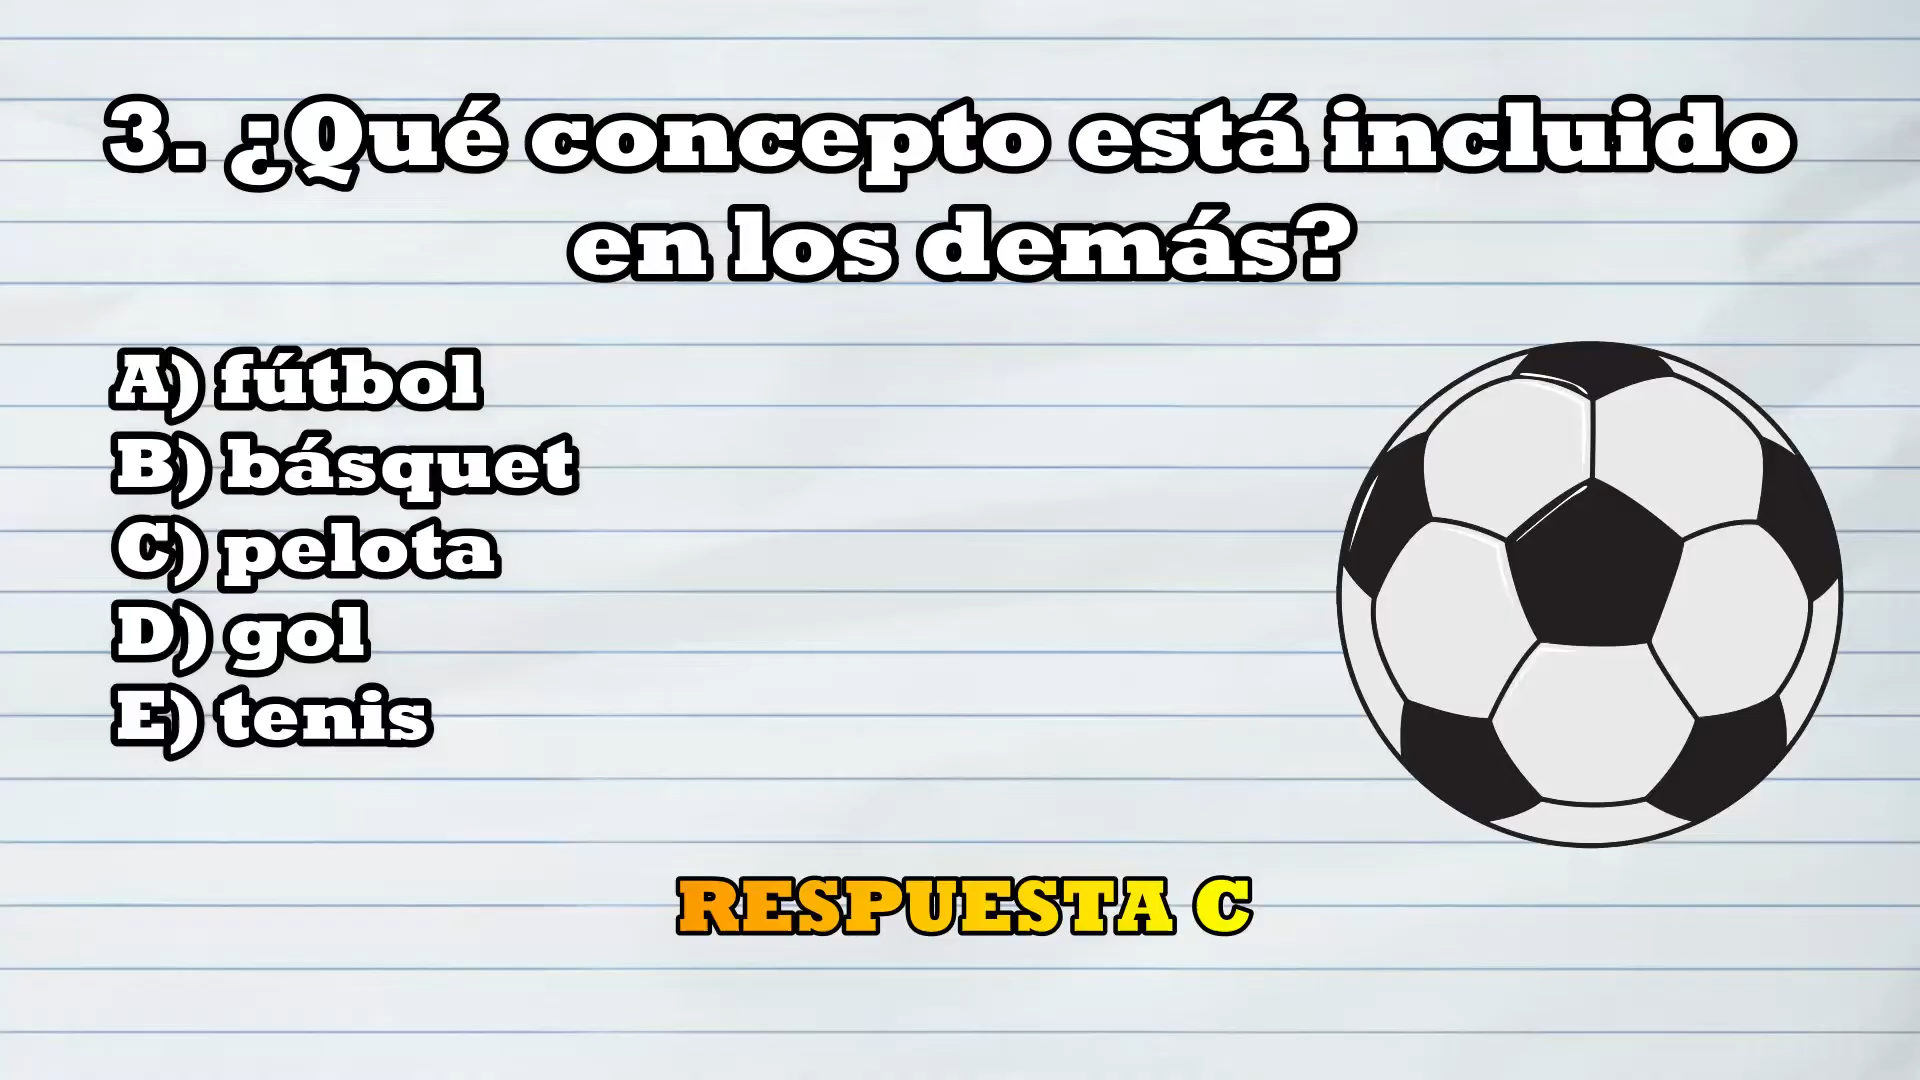 3. ¿Qué concepto está incluido
en los demás?
A) fútbol
B) básquet
C) pelota
D) gol
E) tenis
RESPUESTA C